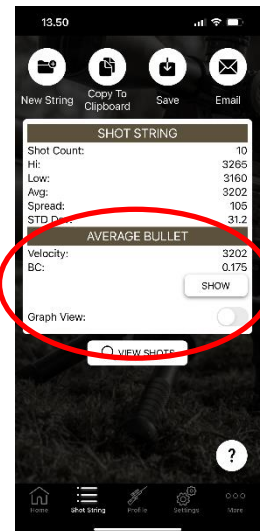 13.50
New String
Copy To
Clipboard
Save
Email
SHOT STRING
Shot Count: 10
Hi: 3265
Low: 3160
Avg: 3202
Spread: 105
STD Dev: 31.2
AVERAGE BULLET
Velocity: 3202
BC: 0.175
SHOW
Graph View:
VIEW SHOTS
?
Home
Shot String
Profile
Settings
More